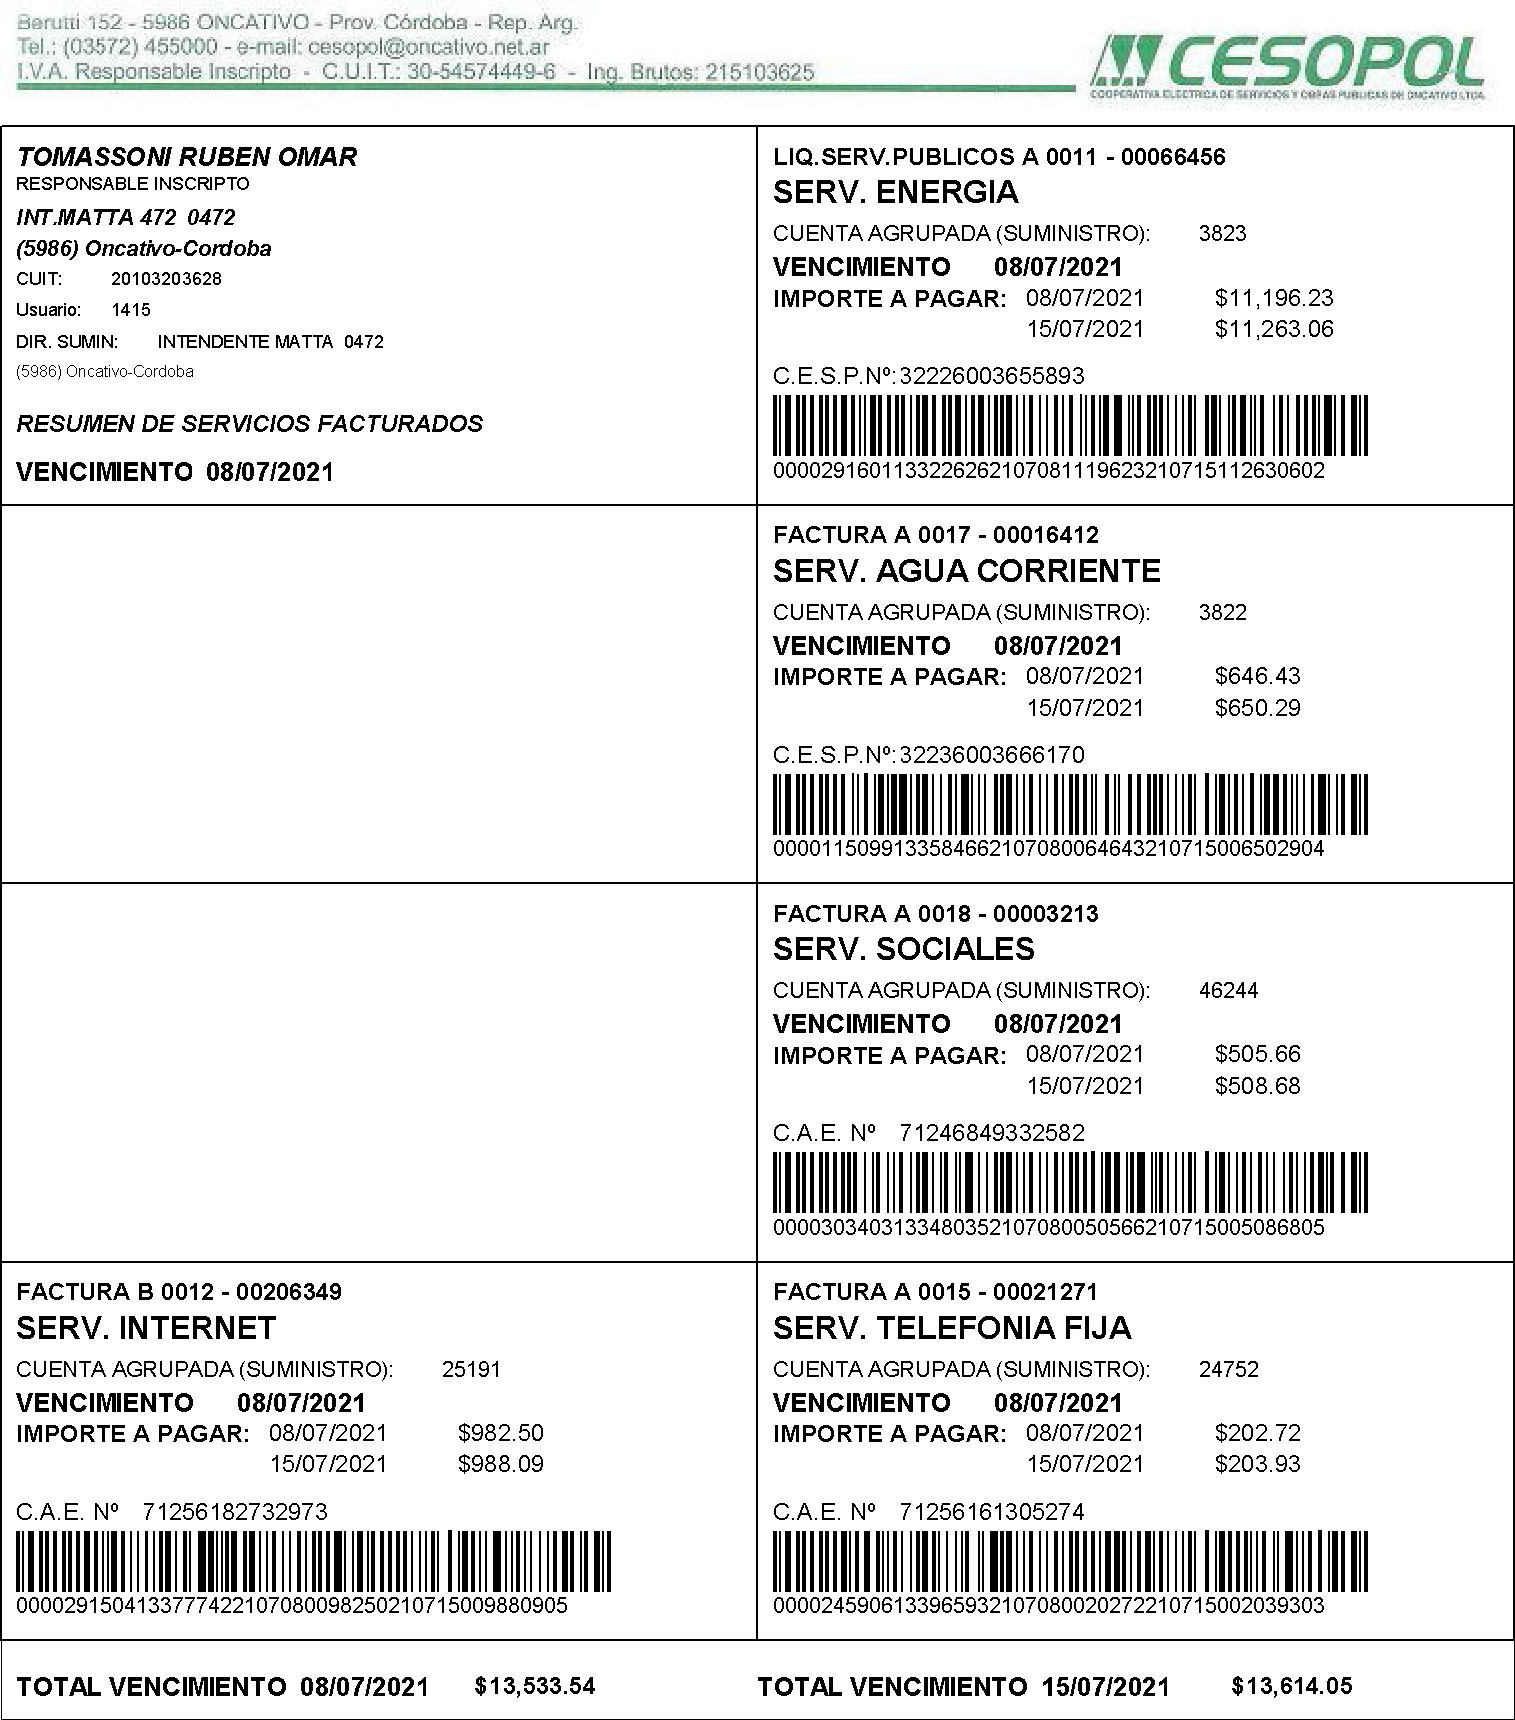 Berutti 152 - 5986 ONCATIVO - Prov. Córdoba - Rep. Arg.
Tel.: (03572) 455000 - e-mail: cesopol@oncativo.net.ar
I.V.A. Responsable Inscripto - C.U.I.T.: 30-54574449-6 - Ing. Brutos: 215103625
CESOPOL
COOPERATIVA ELECTRICA DE SERVICIOS Y OBRAS PUBLICAS DE ONCATIVO LTDA.
TOMASSONI RUBEN OMAR
RESPONSABLE INSCRIPTO
INT.MATTA 472 0472
(5986) Oncativo-Cordoba
CUIT: 20103203628
Usuario: 1415
DIR. SUMIN: INTENDENTE MATTA 0472
(5986) Oncativo-Cordoba
RESUMEN DE SERVICIOS FACTURADOS
VENCIMIENTO 08/07/2021
LIQ.SERV.PUBLICOS A 0011 - 00066456
SERV. ENERGIA
CUENTA AGRUPADA (SUMINISTRO): 3823
VENCIMIENTO 08/07/2021
IMPORTE A PAGAR: 08/07/2021 $11,196.23
15/07/2021 $11,263.06
C.E.S.P.Nº: 32226003655893
0000291601133226262107081119623210715112630602
FACTURA A 0017 - 00016412
SERV. AGUA CORRIENTE
CUENTA AGRUPADA (SUMINISTRO): 3822
VENCIMIENTO 08/07/2021
IMPORTE A PAGAR: 08/07/2021 $646.43
15/07/2021 $650.29
C.E.S.P.Nº: 32236003666170
0000115099133584662107080064643210715006502904
FACTURA A 0018 - 00003213
SERV. SOCIALES
CUENTA AGRUPADA (SUMINISTRO): 46244
VENCIMIENTO 08/07/2021
IMPORTE A PAGAR: 08/07/2021 $505.66
15/07/2021 $508.68
C.A.E. Nº 71246849332582
0000303403133480352107080050566210715005086805
FACTURA B 0012 - 00206349
SERV. INTERNET
CUENTA AGRUPADA (SUMINISTRO): 25191
VENCIMIENTO 08/07/2021
IMPORTE A PAGAR: 08/07/2021 $982.50
15/07/2021 $988.09
C.A.E. Nº 71256182732973
0000291504133777422107080098250210715009880905
FACTURA A 0015 - 00021271
SERV. TELEFONIA FIJA
CUENTA AGRUPADA (SUMINISTRO): 24752
VENCIMIENTO 08/07/2021
IMPORTE A PAGAR: 08/07/2021 $202.72
15/07/2021 $203.93
C.A.E. Nº 71256161305274
0000245906133965932107080020272210715002039303
TOTAL VENCIMIENTO 08/07/2021 $13,533.54
TOTAL VENCIMIENTO 15/07/2021 $13,614.05